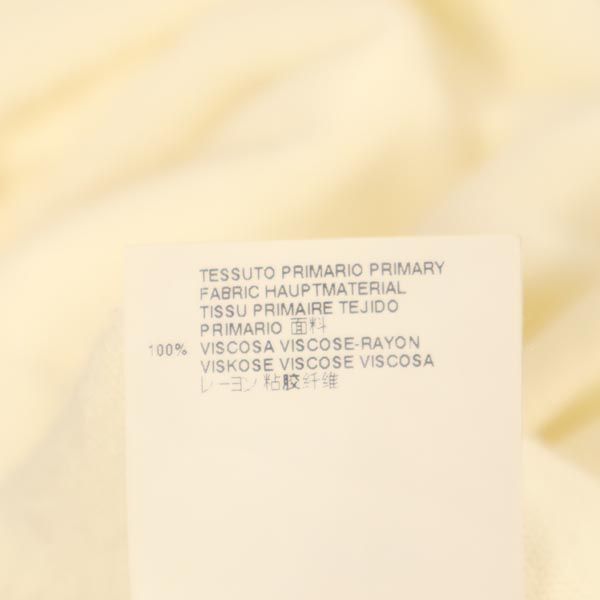 TESSUTO PRIMARIO PRIMARY
FABRIC HAUPTMATERIAL
TISSU PRIMAIRE TEJIDO
PRIMARIO 面料
100% VISCOSA VISCOSE-RAYON
VISKOSE VISCOSE VISCOSA
レーヨン 粘胶纤维